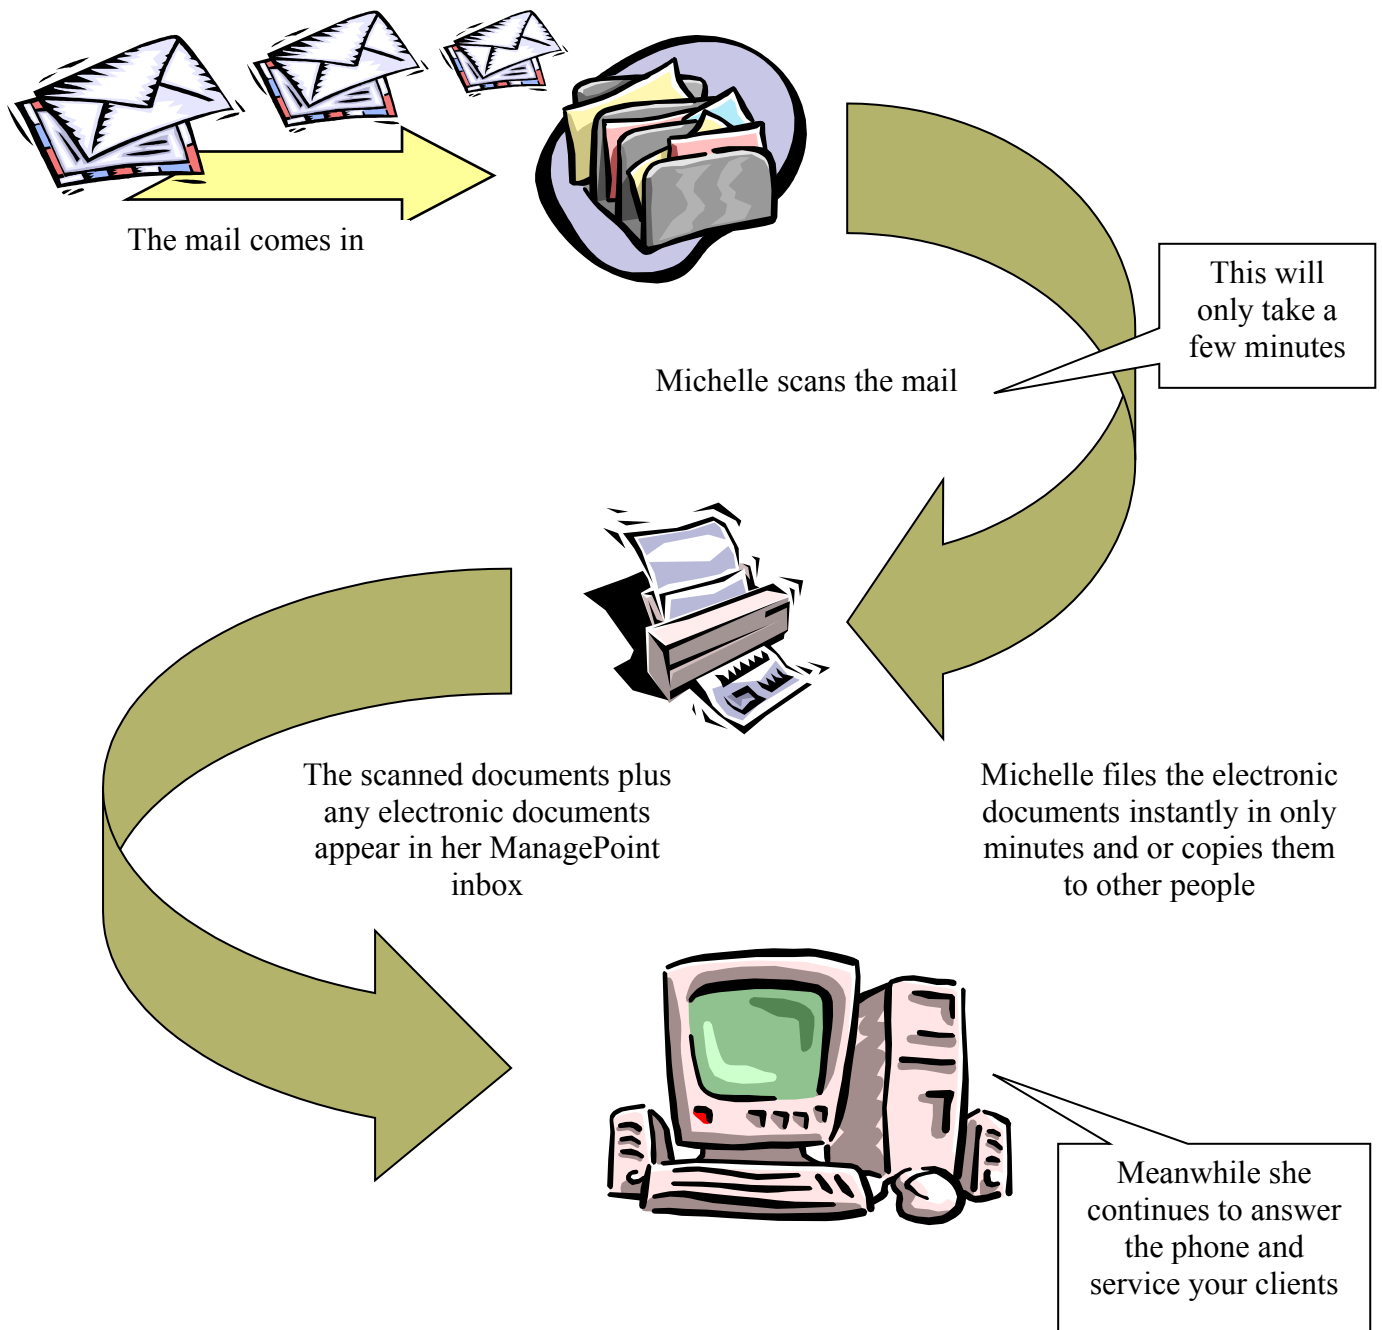 The mail comes in
This will
only take a
few minutes
Michelle scans the mail
The scanned documents plus
any electronic documents
appear in her ManagePoint
inbox
Michelle files the electronic
documents instantly in only
minutes and or copies them
to other people
Meanwhile she
continues to answer
the phone and
service your clients